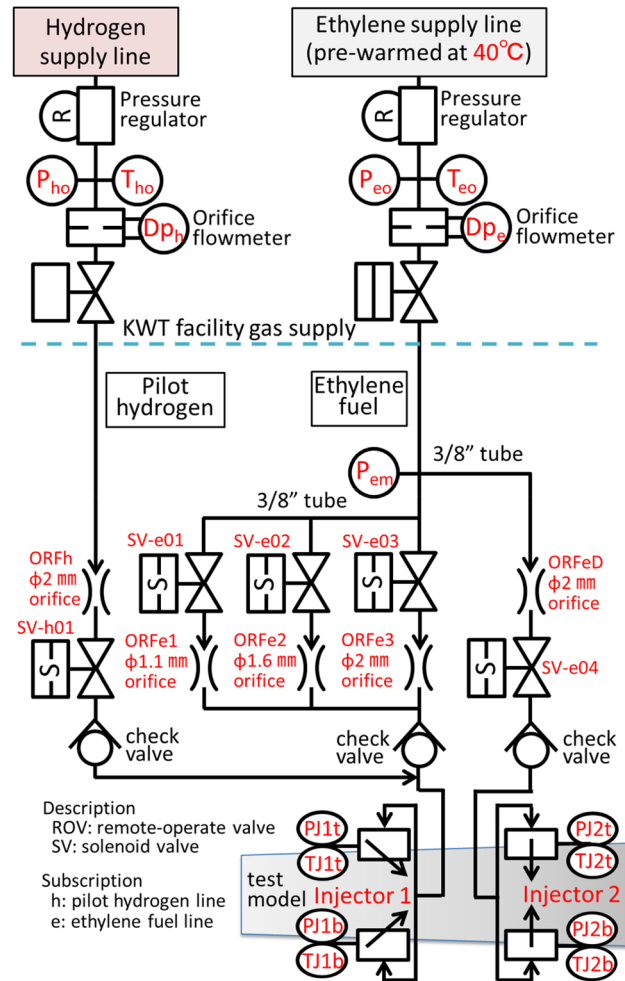 Hydrogen
supply line
Ethylene supply line
(pre-warmed at 40℃)
R
Pressure
regulator
R
Pressure
regulator
Pho
Tho
Peo
Teo
Dph
Orifice
flowmeter
Dpe
Orifice
flowmeter
KWT facility gas supply
Pilot
hydrogen
Ethylene
fuel
Pem
3/8” tube
3/8” tube
SV-e01
SV-e02
SV-e03
S
S
S
ORFh
ϕ2 mm
orifice
ORFeD
ϕ2 mm
orifice
SV-h01
S
ORFe1
ϕ1.1 mm
orifice
ORFe2
ϕ1.6 mm
orifice
ORFe3
ϕ2 mm
orifice
S
SV-e04
check
valve
check
valve
check
valve
Description
ROV: remote-operate valve
SV: solenoid valve
Subscription
h: pilot hydrogen line
e: ethylene fuel line
PJ1t
TJ1t
PJ2t
TJ2t
test
model
Injector 1
Injector 2
PJ1b
TJ1b
PJ2b
TJ2b